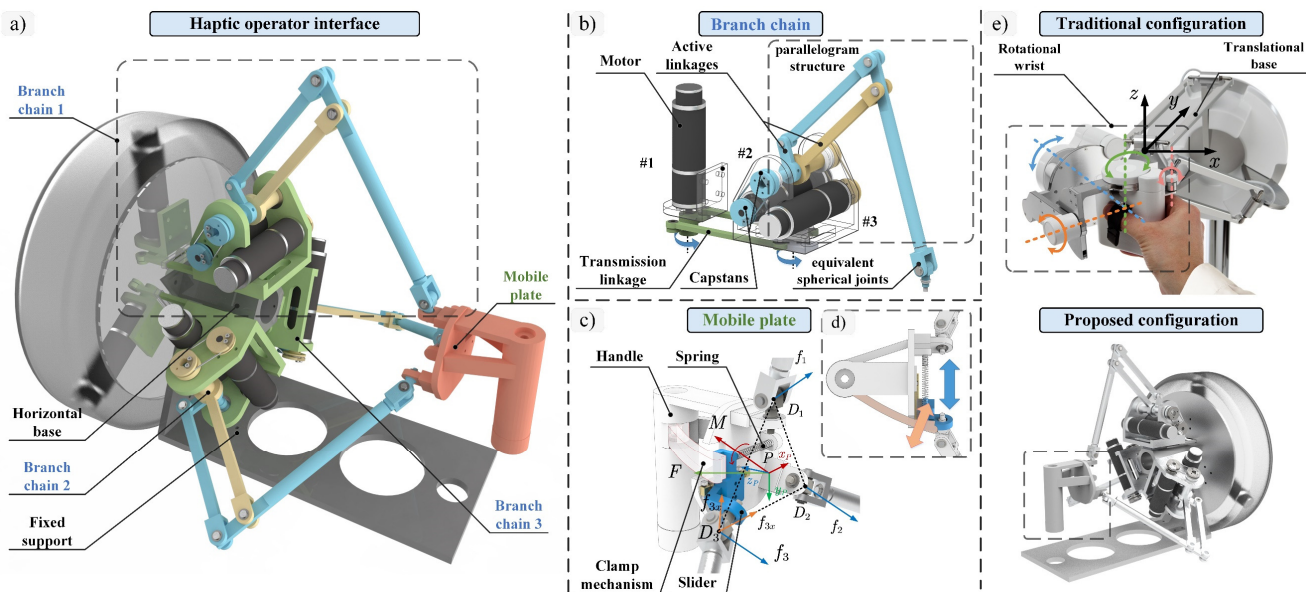 a)
Haptic operator interface
Branch
chain 1
Mobile
plate
Horizontal
base
Branch
chain 2
Fixed
support
Branch
chain 3
b)
Branch chain
Motor
Active
linkages
parallelogram
structure
#1
#2
#3
Transmission
linkage
Capstans
equivalent
spherical joints
c)
Mobile plate
d)
Handle
Spring
f1
D1
M
P
xP
F
zP
yP
f3x
D2
f3x
D3
f2
f3
Clamp
mechanism
Slider
e)
Traditional configuration
Rotational
wrist
Translational
base
z
y
x
Proposed configuration